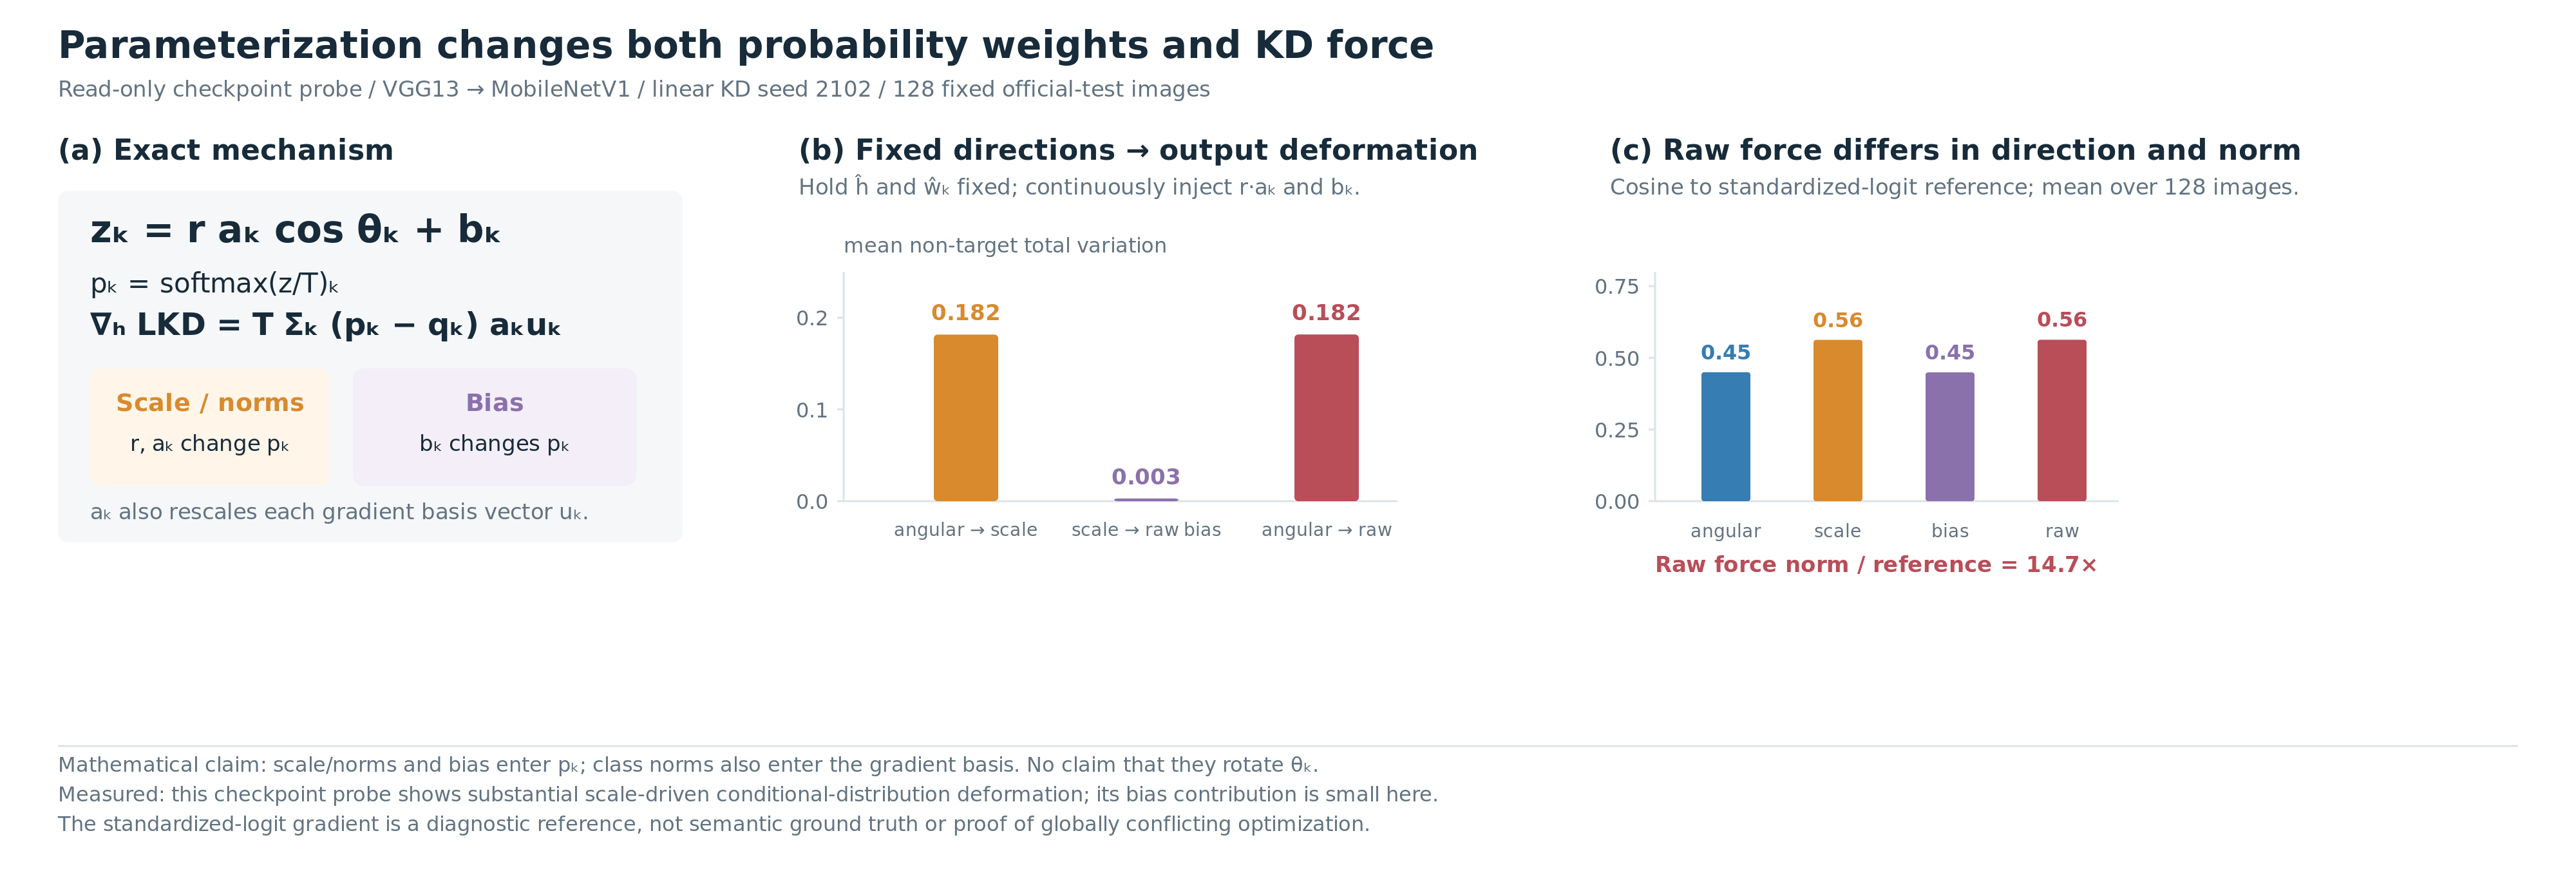 Parameterization changes both probability weights and KD force
Read-only checkpoint probe / VGG13 → MobileNetV1 / linear KD seed 2102 / 128 fixed official-test images
(a) Exact mechanism
zₖ = r aₖ cos θₖ + bₖ
pₖ = softmax(z/T)ₖ
∇ₕ LKD = T Σₖ (pₖ − qₖ) aₖuₖ
Scale / norms
r, aₖ change pₖ
Bias
bₖ changes pₖ
aₖ also rescales each gradient basis vector uₖ.
(b) Fixed directions → output deformation
Hold ĥ and ŵₖ fixed; continuously inject r·aₖ and bₖ.
mean non-target total variation
0.2
0.1
0.0
0.182
0.003
0.182
angular → scale
scale → raw bias
angular → raw
(c) Raw force differs in direction and norm
Cosine to standardized-logit reference; mean over 128 images.
0.75
0.50
0.25
0.00
0.45
0.56
0.45
0.56
angular
scale
bias
raw
Raw force norm / reference = 14.7×
Mathematical claim: scale/norms and bias enter pₖ; class norms also enter the gradient basis. No claim that they rotate θₖ.
Measured: this checkpoint probe shows substantial scale-driven conditional-distribution deformation; its bias contribution is small here.
The standardized-logit gradient is a diagnostic reference, not semantic ground truth or proof of globally conflicting optimization.